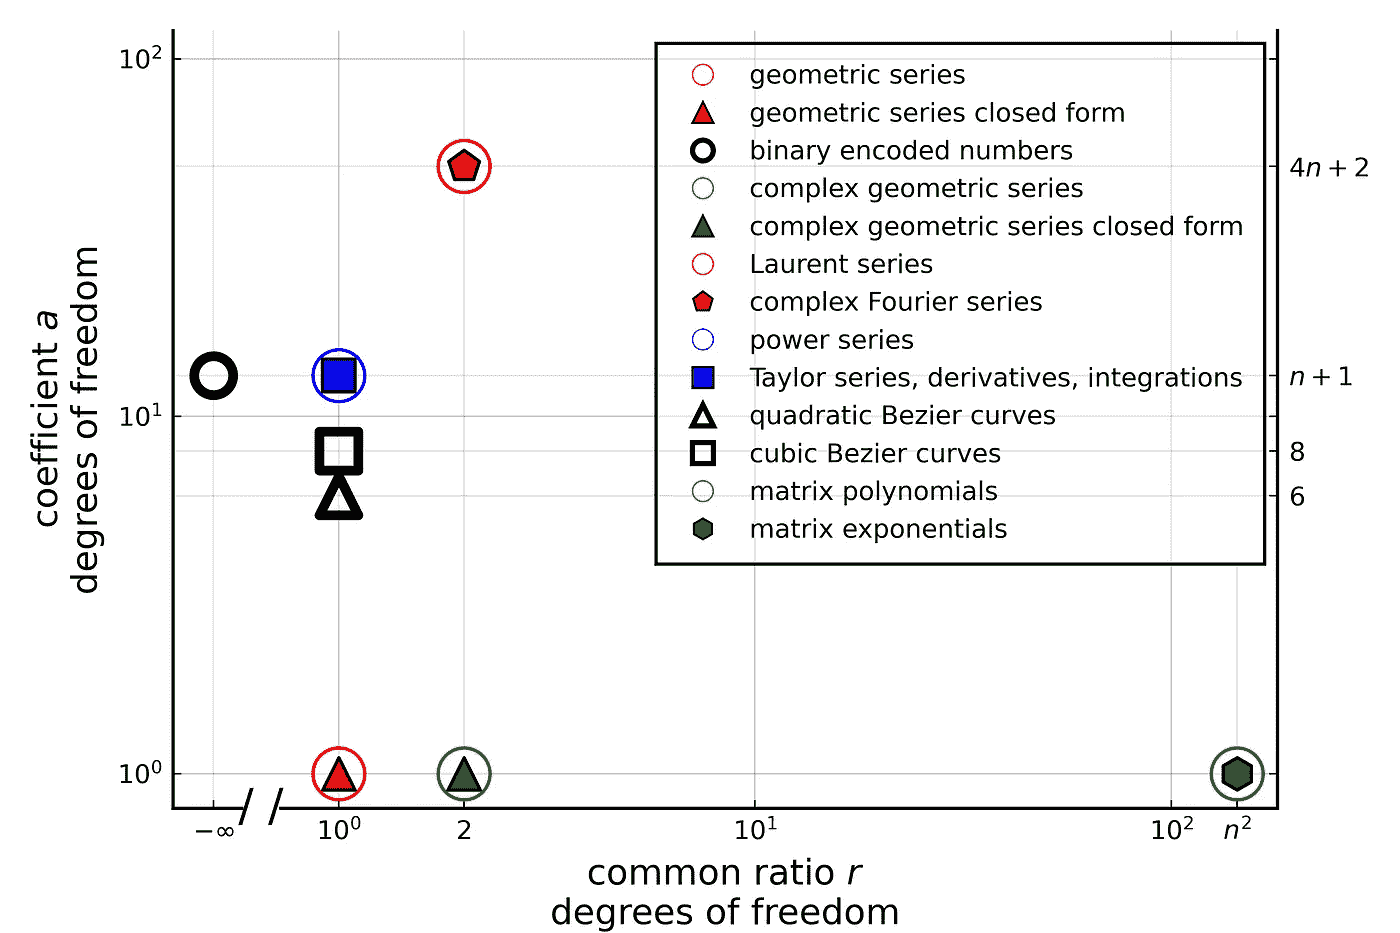 10²
10¹
10⁰
coefficient a
degrees of freedom
geometric series
geometric series closed form
binary encoded numbers
complex geometric series
complex geometric series closed form
Laurent series
complex Fourier series
power series
Taylor series, derivatives, integrations
quadratic Bezier curves
cubic Bezier curves
matrix polynomials
matrix exponentials
4n + 2
n + 1
8
6
−∞ 10⁰ 2 10¹ 10² n²
common ratio r
degrees of freedom